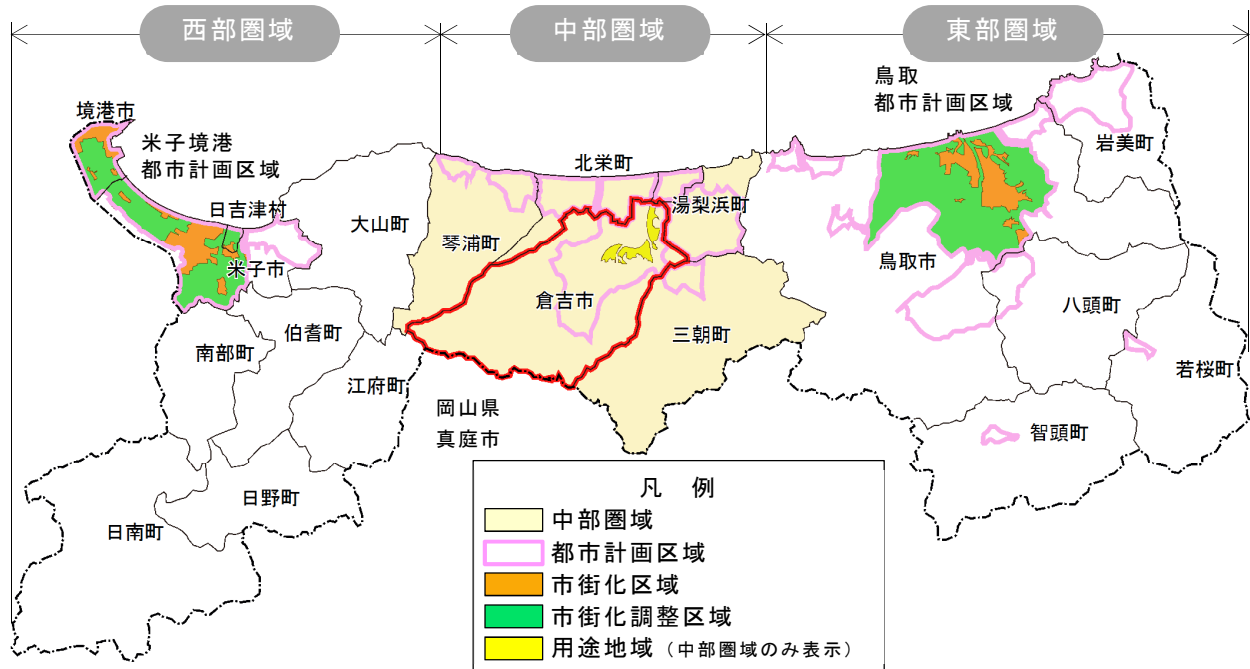 西部圏域
中部圏域
東部圏域
境港市
米子境港
都市計画区域
日吉津村
米子市
大山町
伯耆町
南部町
江府町
日野町
日南町
北栄町
湯梨浜町
琴浦町
倉吉市
三朝町
岡山県
真庭市
鳥取
都市計画区域
岩美町
鳥取市
八頭町
若桜町
智頭町
凡 例
中部圏域
都市計画区域
市街化区域
市街化調整区域
用途地域（中部圏域のみ表示）